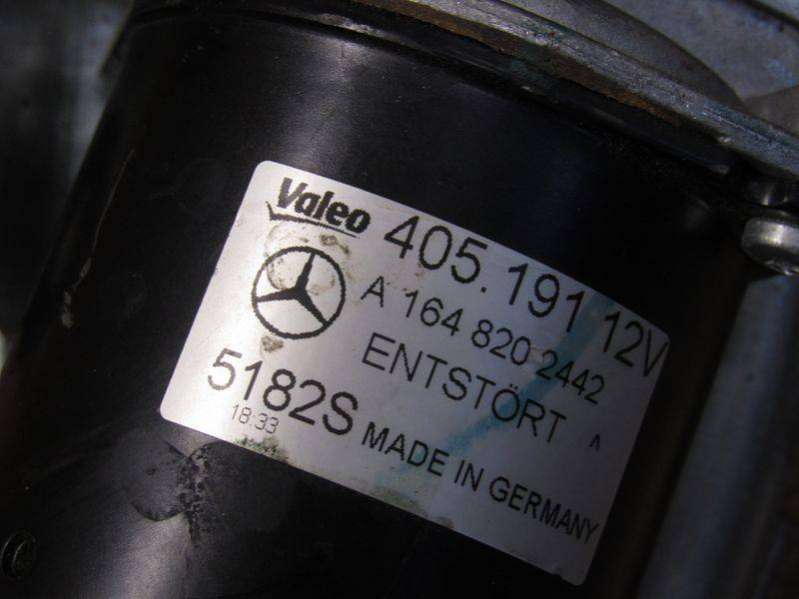 Valeo 405.191 12V
A 164 820 2442
ENTSTÖRT A
5182S
18:33
MADE IN GERMANY